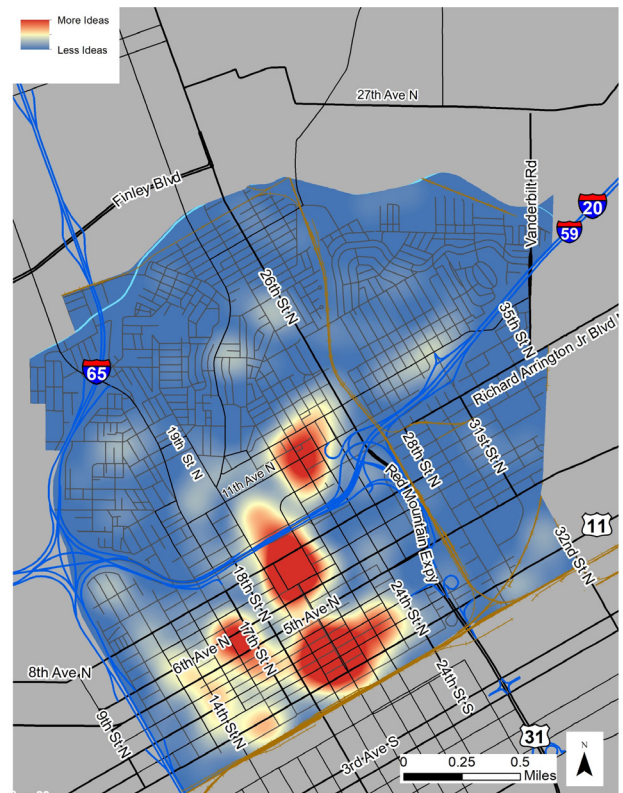 More Ideas
Less Ideas
27th Ave N
Finley Blvd
Vanderbilt Rd
20
59
26th St N
35th St N
65
Richard Arrington Jr Blvd
19th St N
11th Ave N
28th St N
31st St N
Red Mountain Expy
11
32nd St N
18th St N
5th Ave N
24th St N
6th Ave N
17th St N
8th Ave N
14th St N
24th St S
9th St N
31
3rd Ave S
N
0 0.25 0.5
Miles